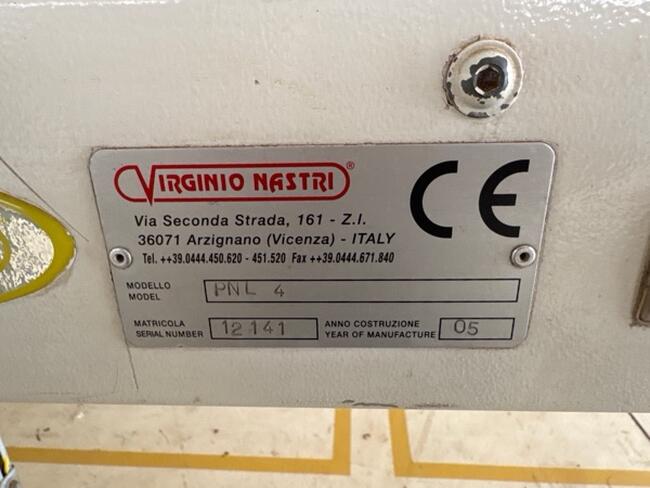 VIRGINIO NASTRI®
CE
Via Seconda Strada, 161 - Z.I.
36071 Arzignano (Vicenza) - ITALY
Tel. ++39.0444.450.620 - 451.520 Fax ++39.0444.671.840
MODELLO
MODEL
PNL 4
MATRICOLA
SERIAL NUMBER
12141
ANNO COSTRUZIONE
YEAR OF MANUFACTURE
05